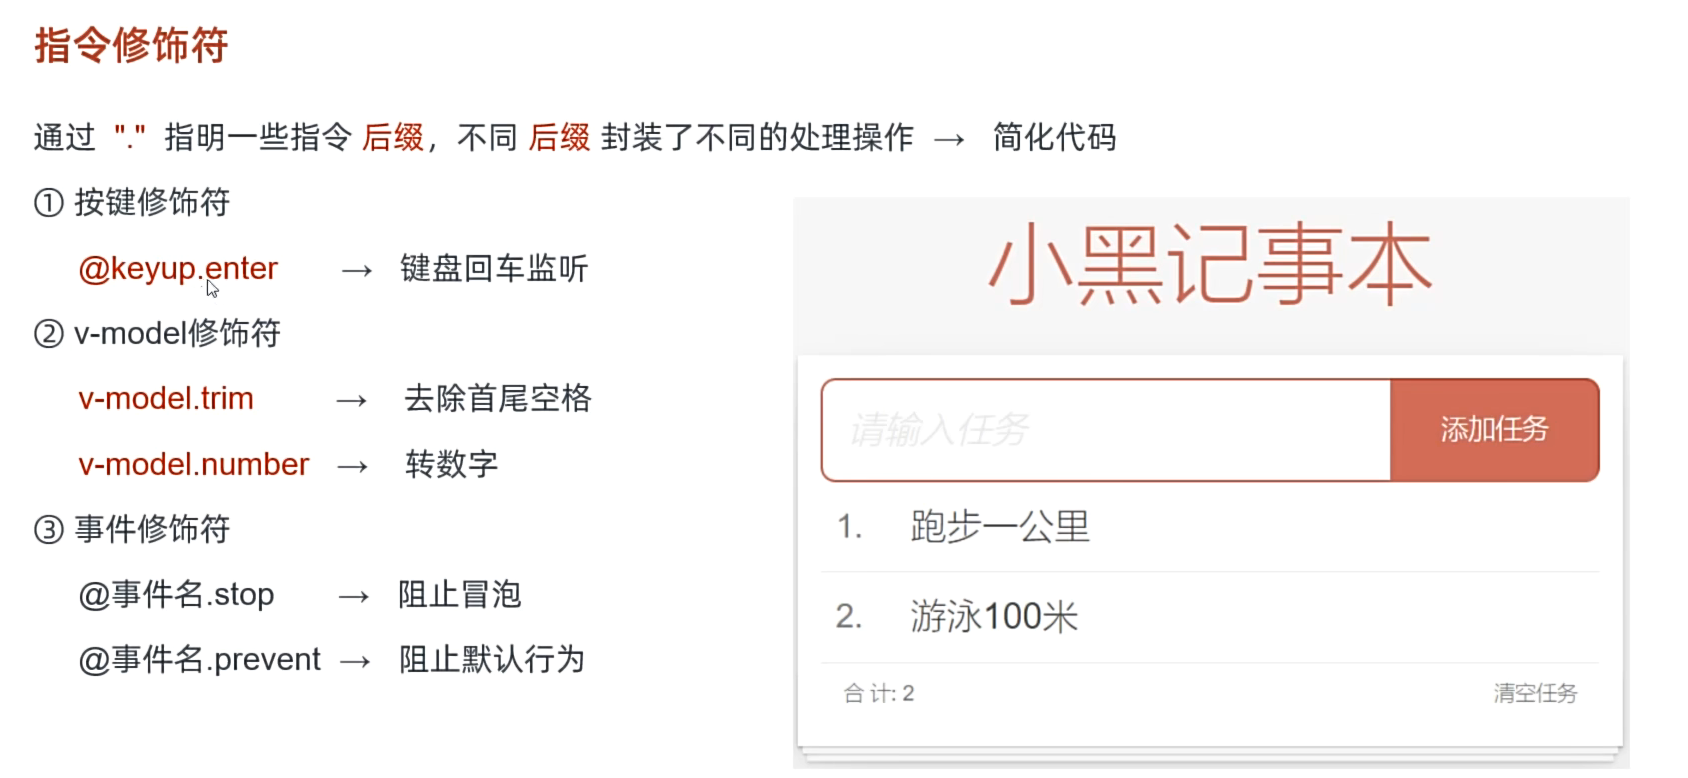 指令修饰符
通过 "." 指明一些指令 后缀，不同 后缀 封装了不同的处理操作 → 简化代码
① 按键修饰符
@keyup.enter → 键盘回车监听
② v-model修饰符
v-model.trim → 去除首尾空格
v-model.number → 转数字
③ 事件修饰符
@事件名.stop → 阻止冒泡
@事件名.prevent → 阻止默认行为
小黑记事本
请输入任务
添加任务
1. 跑步一公里
2. 游泳100米
合 计: 2
清空任务